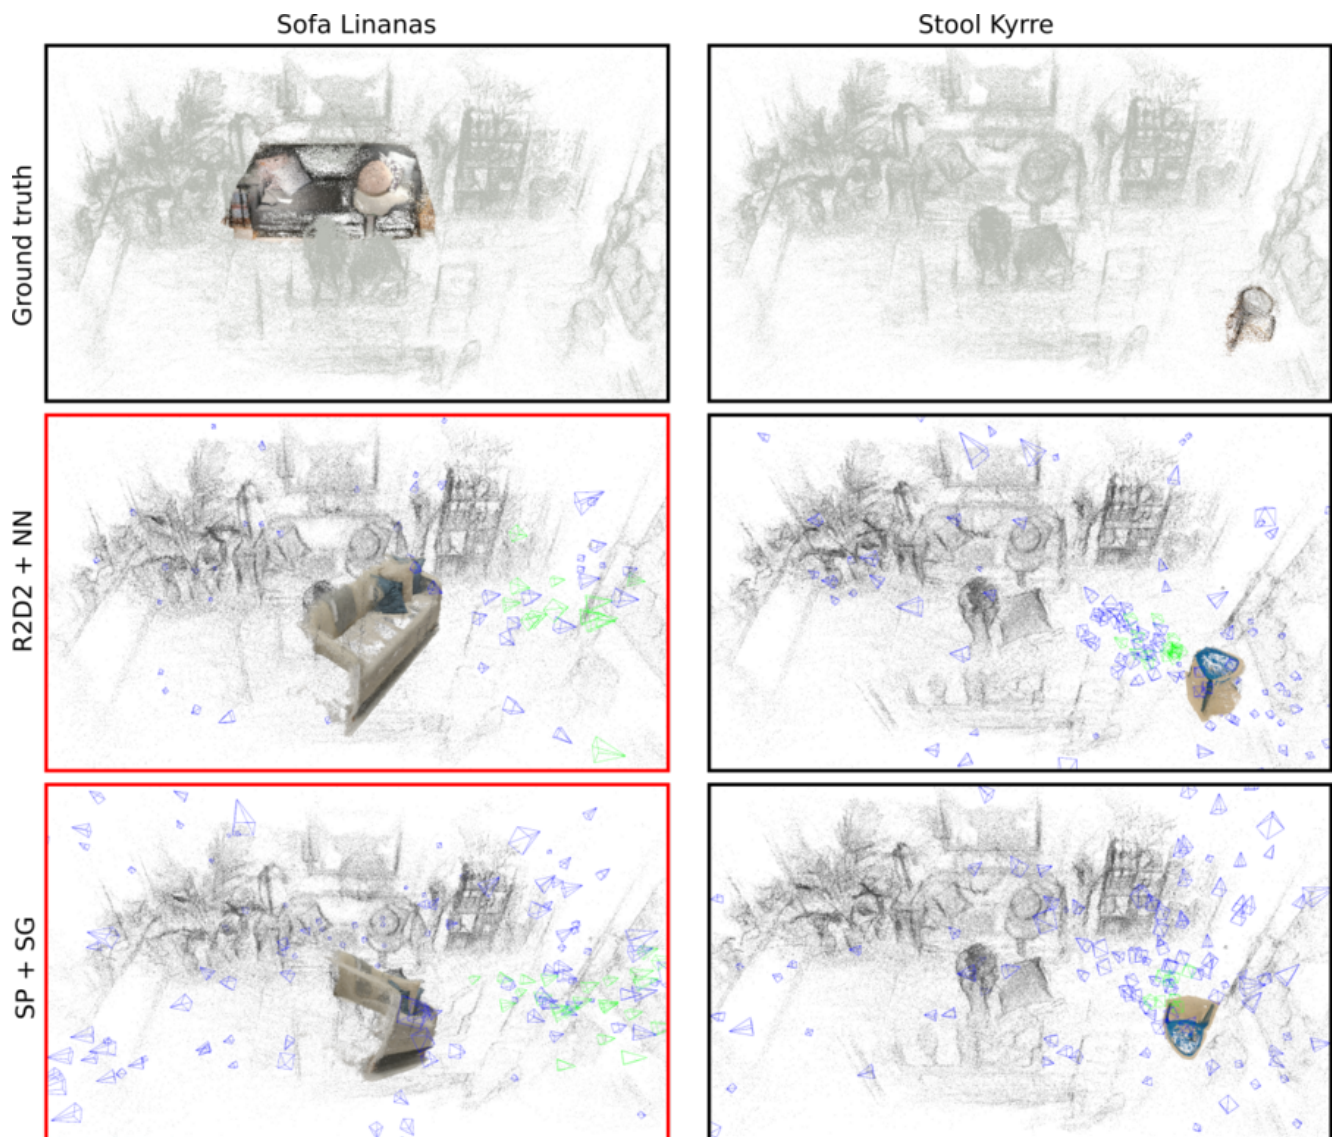 Sofa Linanas
Stool Kyrre
Ground truth
R2D2 + NN
SP + SG